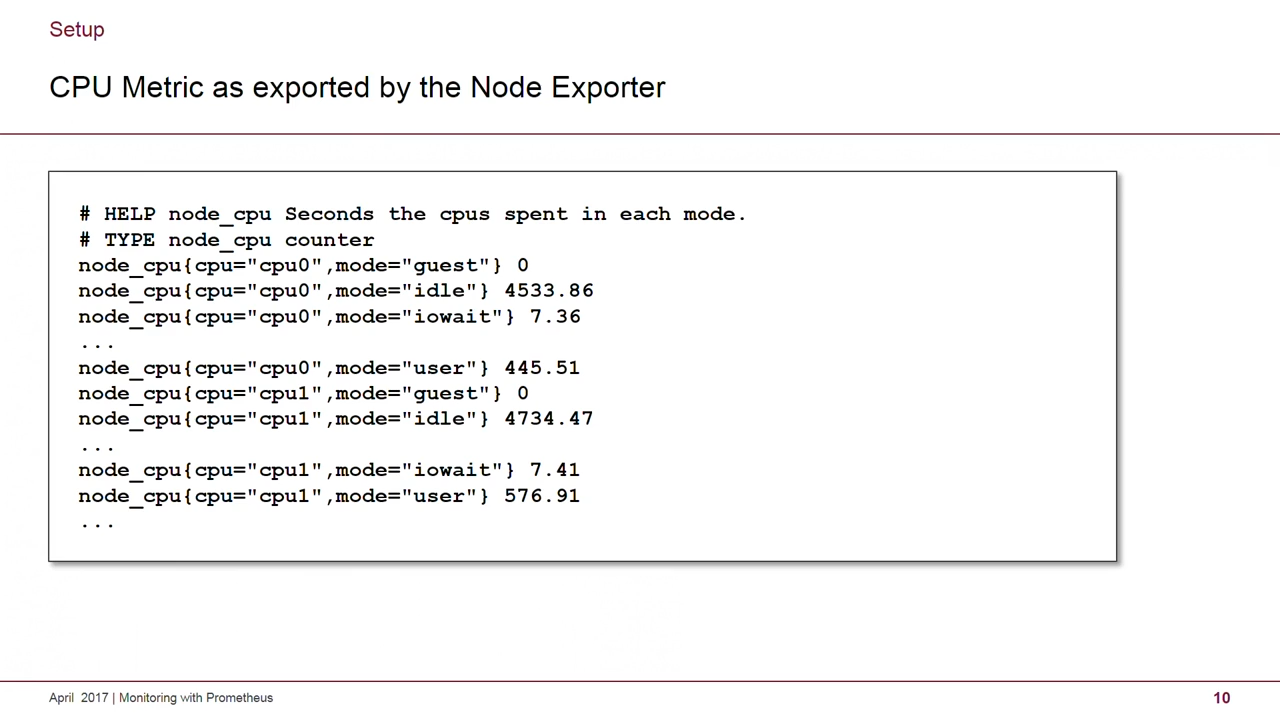 Setup
CPU Metric as exported by the Node Exporter
# HELP node_cpu Seconds the cpus spent in each mode.
# TYPE node_cpu counter
node_cpu{cpu="cpu0",mode="guest"} 0
node_cpu{cpu="cpu0",mode="idle"} 4533.86
node_cpu{cpu="cpu0",mode="iowait"} 7.36
...
node_cpu{cpu="cpu0",mode="user"} 445.51
node_cpu{cpu="cpu1",mode="guest"} 0
node_cpu{cpu="cpu1",mode="idle"} 4734.47
...
node_cpu{cpu="cpu1",mode="iowait"} 7.41
node_cpu{cpu="cpu1",mode="user"} 576.91
...
April 2017 | Monitoring with Prometheus
10